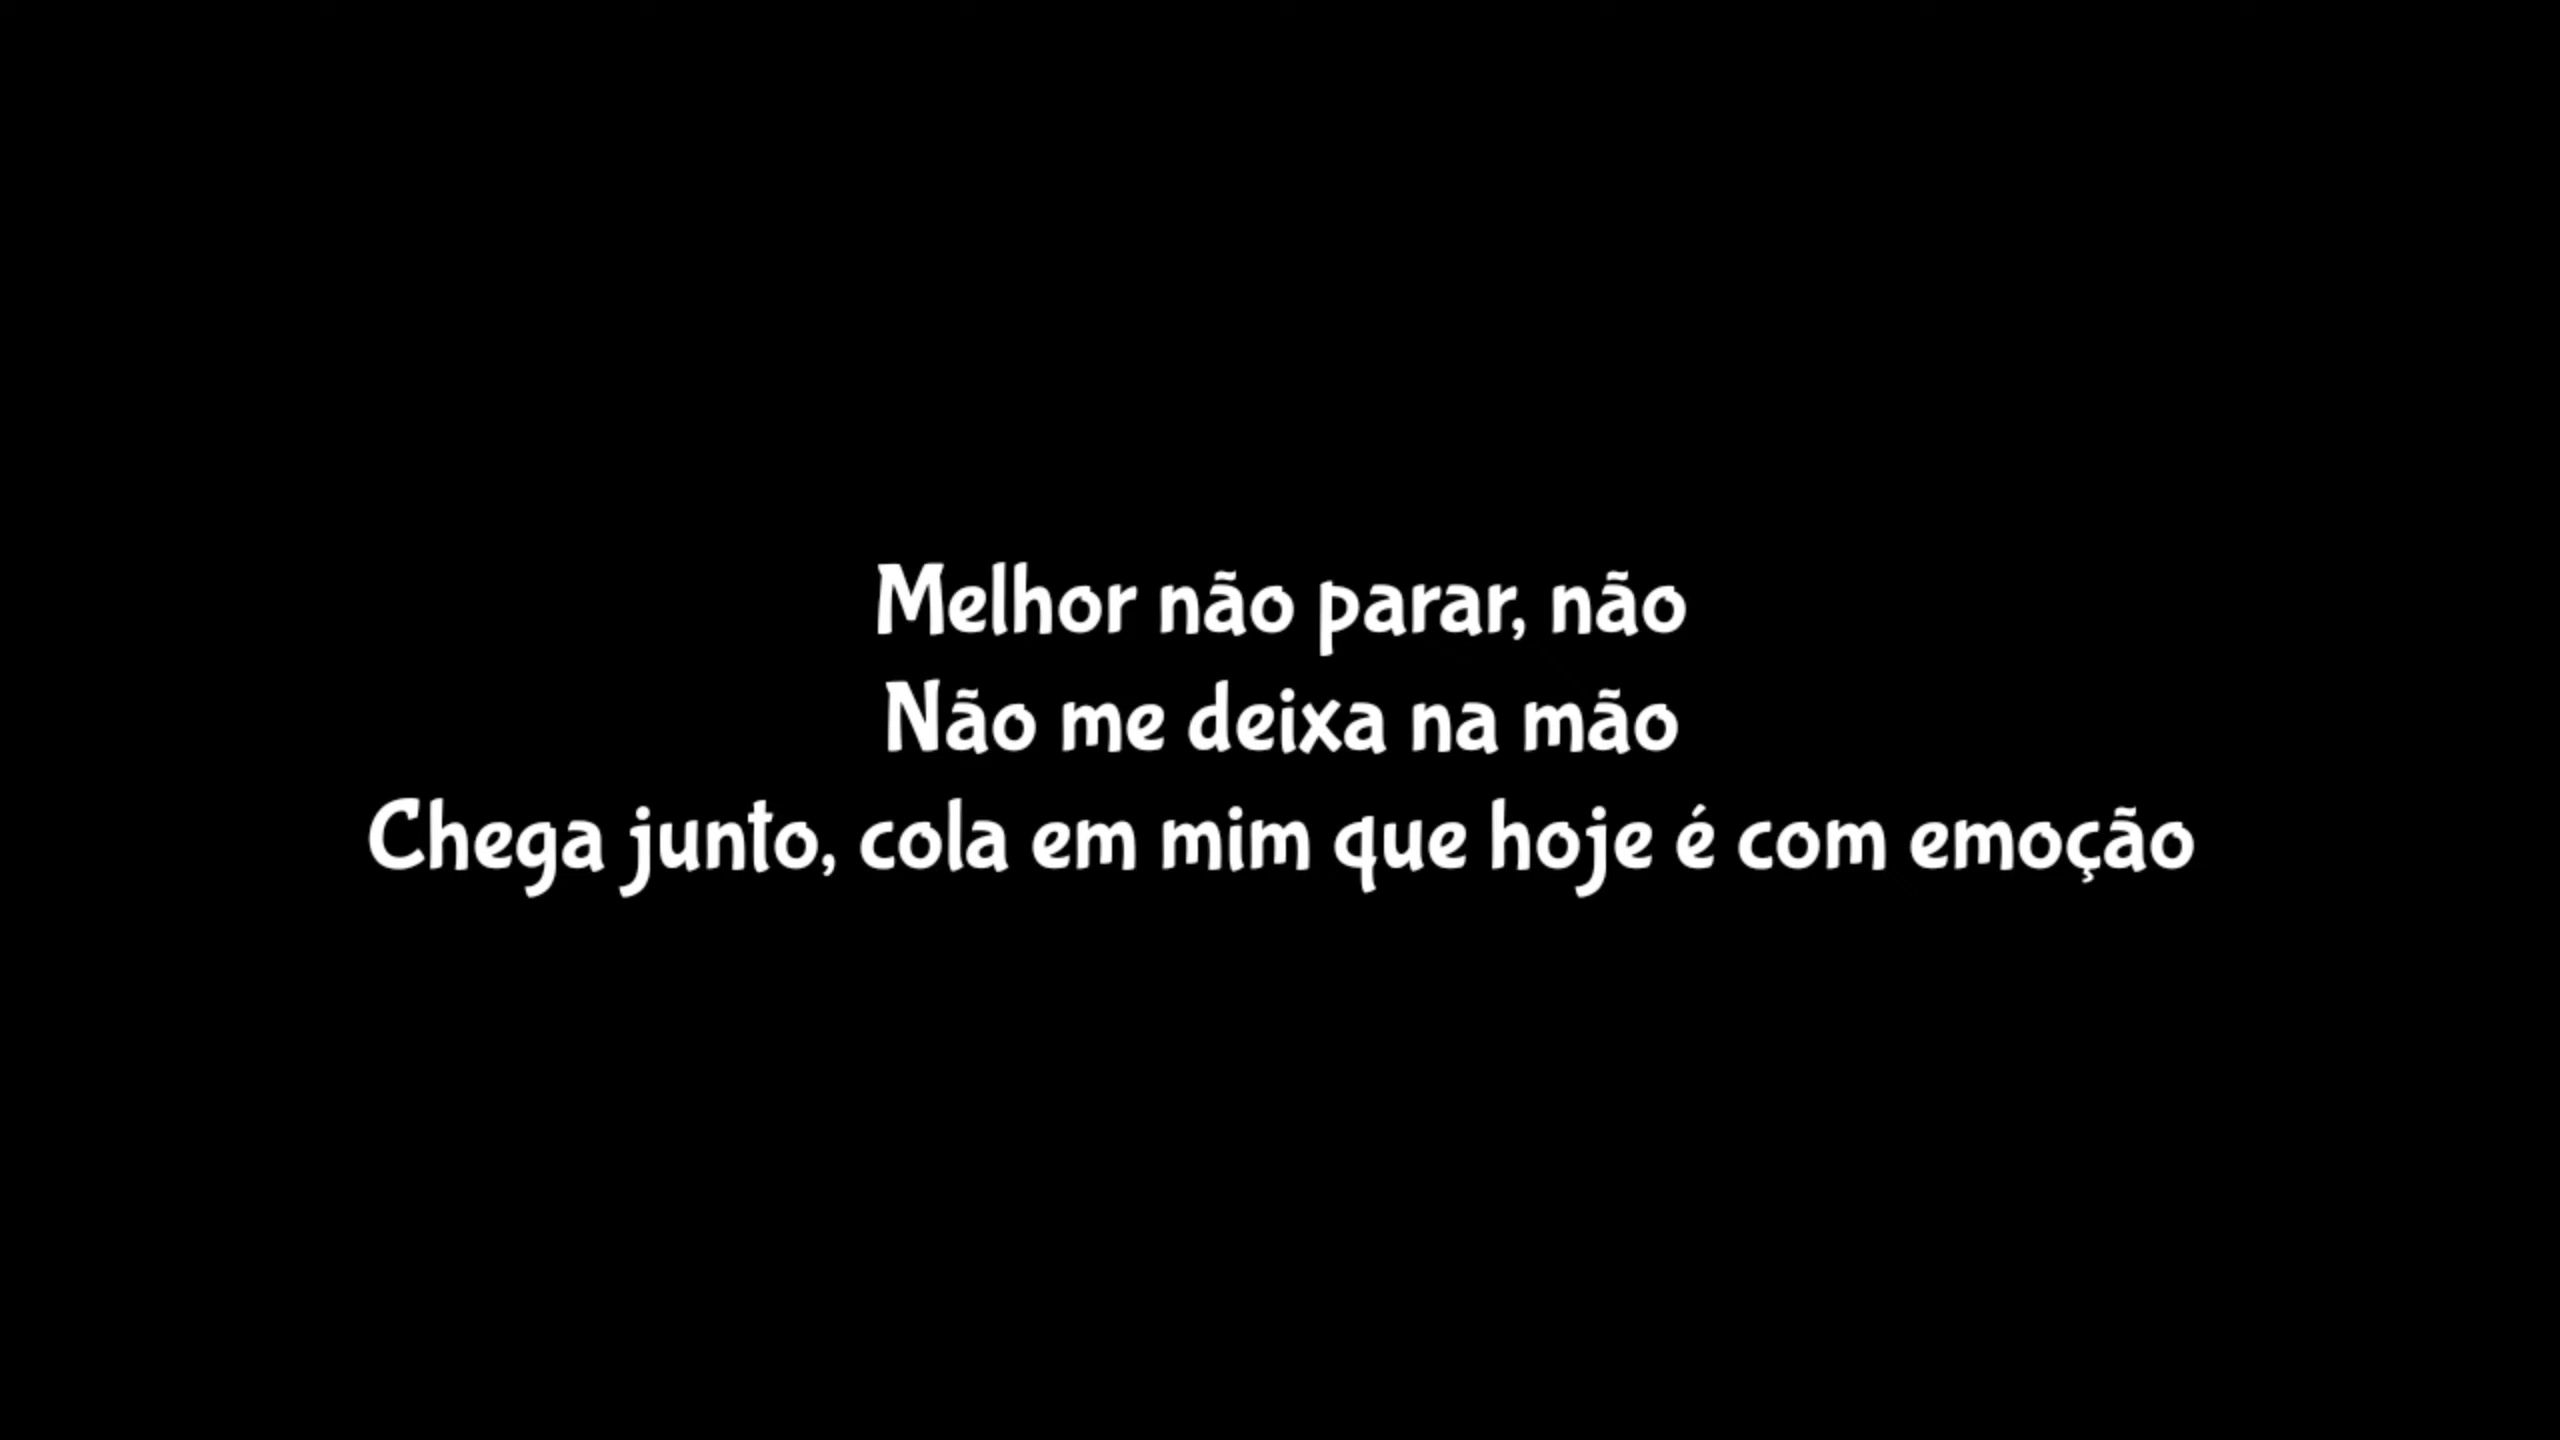 Melhor não parar, não
Não me deixa na mão
Chega junto, cola em mim que hoje é com emoção